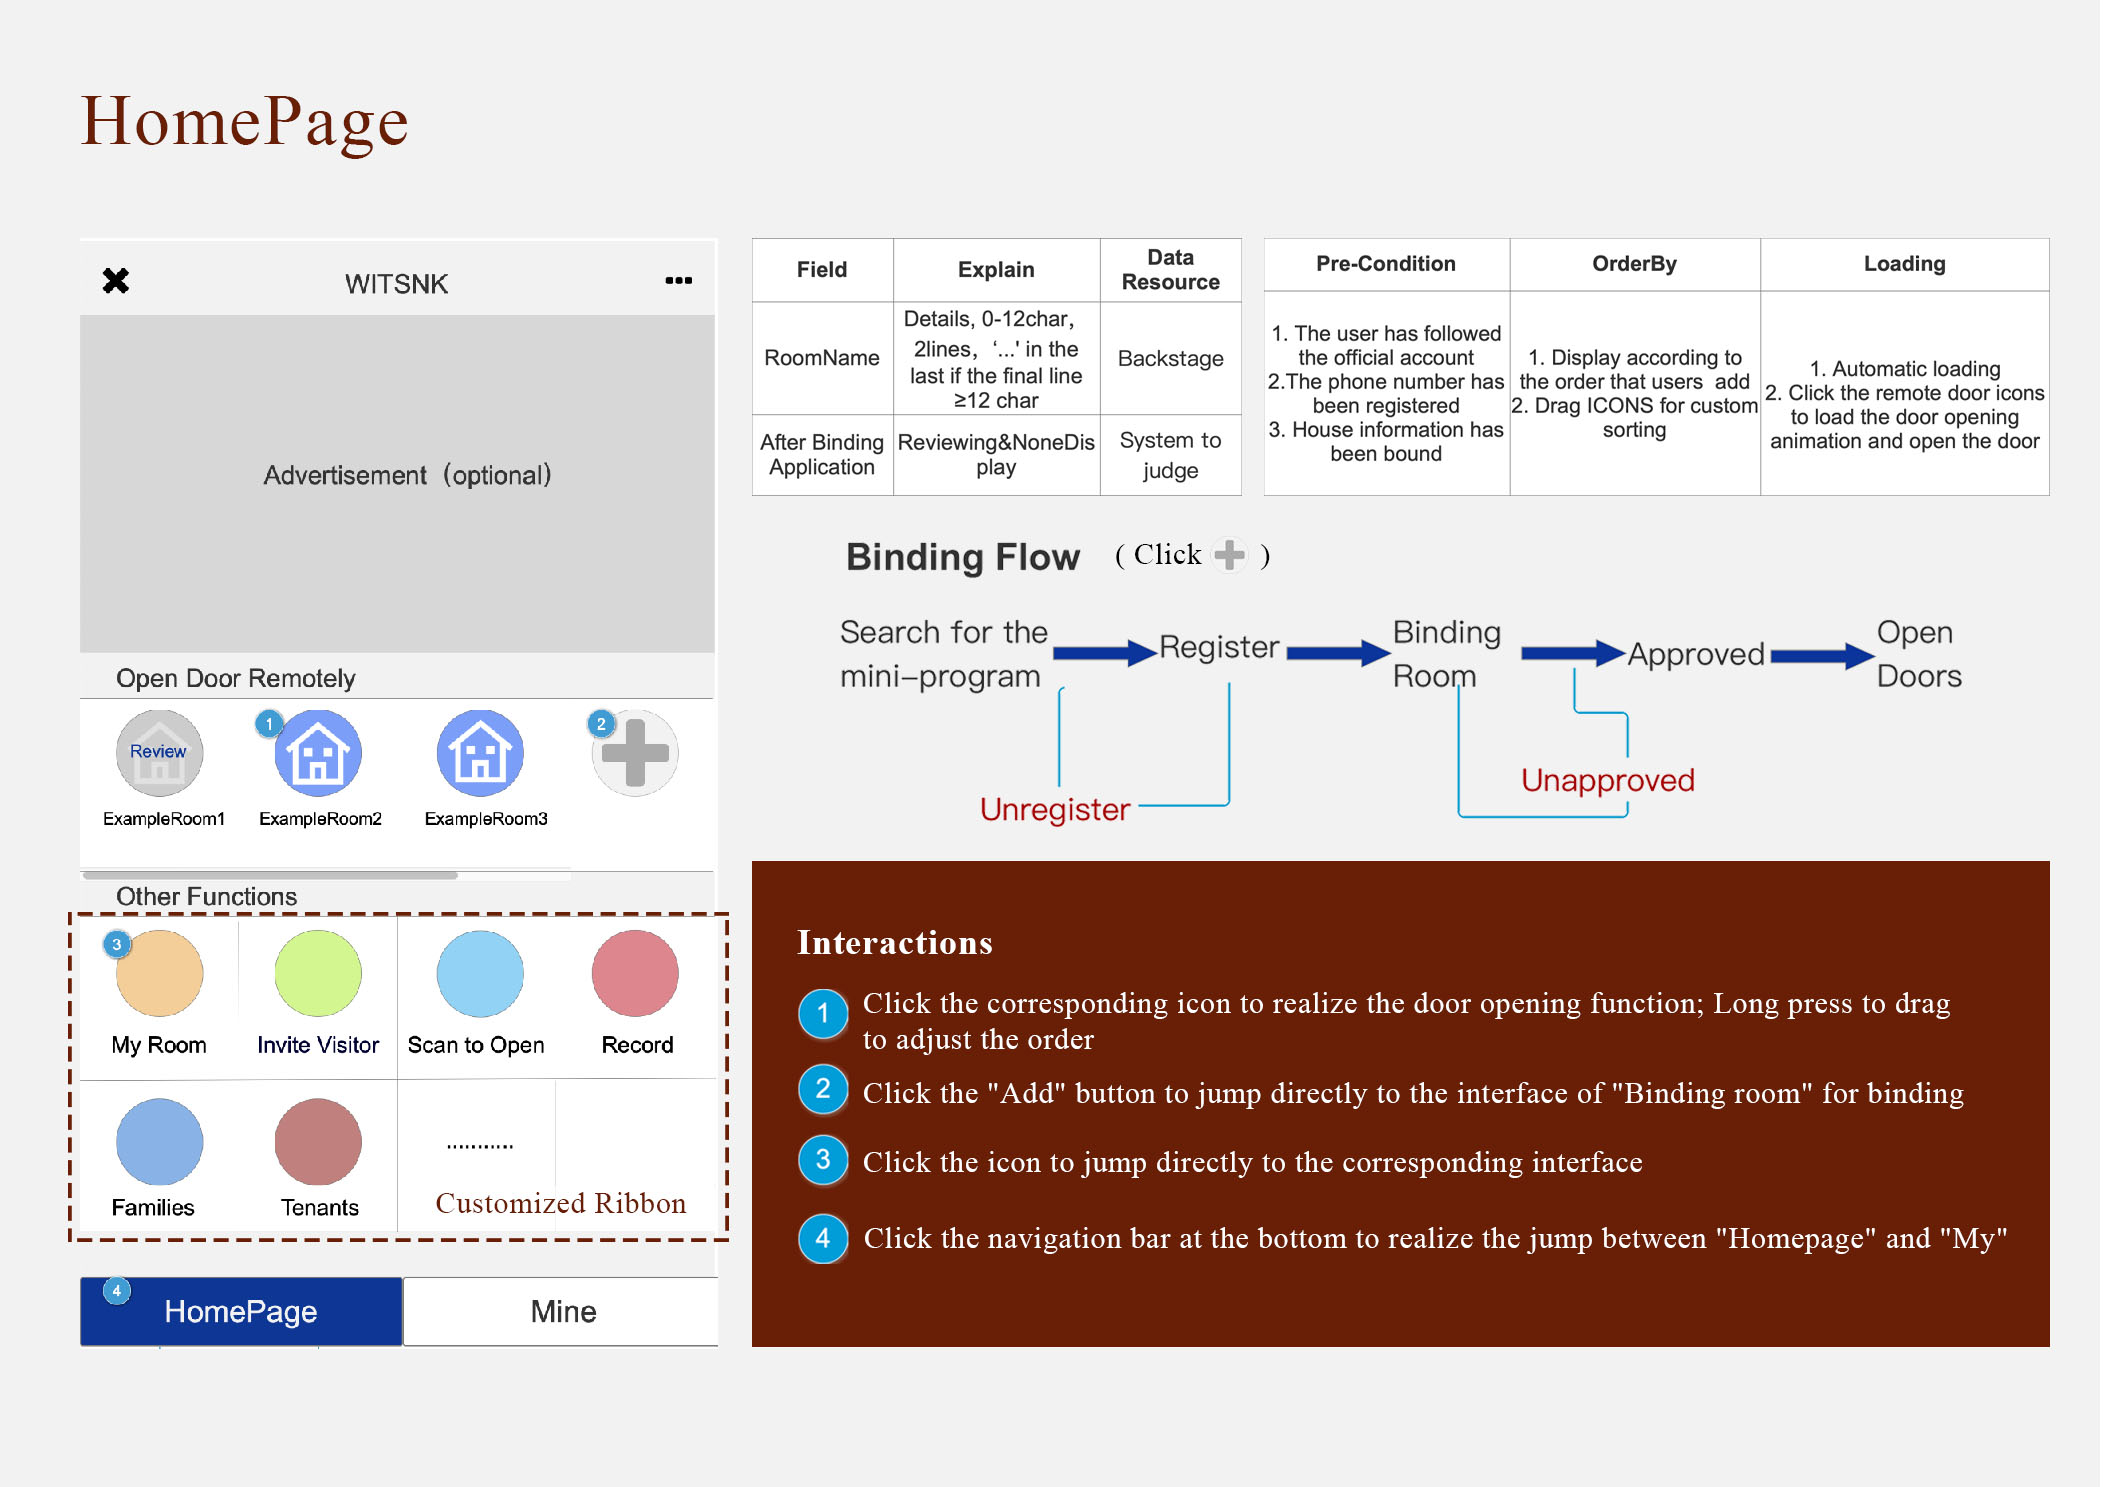 HomePage
WITSNK
Advertisement（optional）
Open Door Remotely
Review
1
2
ExampleRoom1
ExampleRoom2
ExampleRoom3
Other Functions
3
My Room
Invite Visitor
Scan to Open
Record
Families
Tenants
...........
Customized Ribbon
4
HomePage
Mine
Field
Explain
Data
Resource
RoomName
Details, 0-12char，
2lines，‘...' in the
last if the final line
≥12 char
Backstage
After Binding
Application
Reviewing&NoneDis
play
System to
judge
Pre-Condition
OrderBy
Loading
1. The user has followed
the official account
2.The phone number has
been registered
3. House information has
been bound
1. Display according to
the order that users add
2. Drag ICONS for custom
sorting
1. Automatic loading
2. Click the remote door icons
to load the door opening
animation and open the door
Binding Flow ( Click )
Search for the
mini-program
Register
Binding
Room
Approved
Open
Doors
Unregister
Unapproved
Interactions
1 Click the corresponding icon to realize the door opening function; Long press to drag
to adjust the order
2 Click the "Add" button to jump directly to the interface of "Binding room" for binding
3 Click the icon to jump directly to the corresponding interface
4 Click the navigation bar at the bottom to realize the jump between "Homepage" and "My"